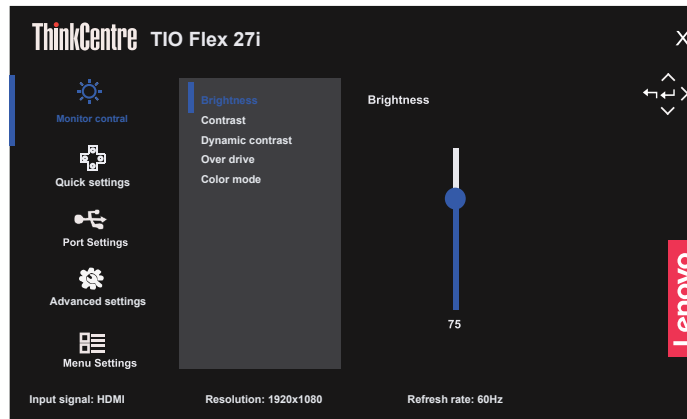 ThinkCentre TIO Flex 27i
X
Monitor contral
Quick settings
Port Settings
Advanced settings
Menu Settings
Brightness
Contrast
Dynamic contrast
Over drive
Color mode
Brightness
75
Lenovo
Input signal: HDMI
Resolution: 1920x1080
Refresh rate: 60Hz